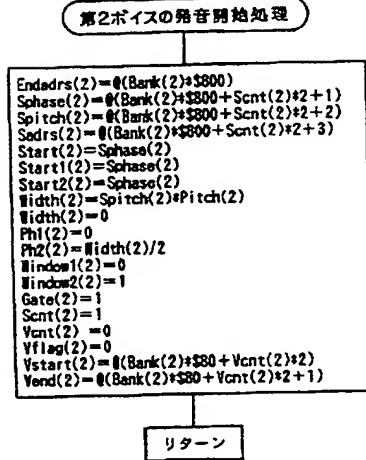 第2ボイスの発音開始処理
Endadrs(2)=@(Bank(2)*$800)
Sphase(2)=@(Bank(2)*$800+Scnt(2)*2+1)
Spitch(2)=@(Bank(2)*$800+Scnt(2)*2+2)
Sadrs(2)=@(Bank(2)*$800+Scnt(2)*2+3)
Start(2)=Sphase(2)
Start1(2)=Sphase(2)
Start2(2)=Sphase(2)
Width(2)=Spitch(2)*Pitch(2)
Width(2)=0
Ph1(2)=0
Ph2(2)=Width(2)/2
Window1(2)=0
Window2(2)=1
Gate(2)=1
Scnt(2)=1
Vcnt(2) =0
Vflag(2)=0
Vstart(2)=@(Bank(2)*$80+Vcnt(2)*2)
Vend(2)=@(Bank(2)*$80+Vcnt(2)*2+1)
リターン